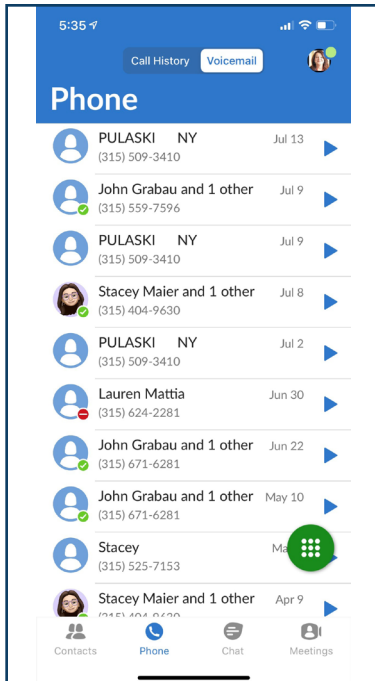 5:35
Call History Voicemail
Phone
PULASKI NY Jul 13
(315) 509-3410
John Grabau and 1 other Jul 9
(315) 559-7596
PULASKI NY Jul 9
(315) 509-3410
Stacey Maier and 1 other Jul 8
(315) 404-9630
PULASKI NY Jul 2
(315) 509-3410
Lauren Mattia Jun 30
(315) 624-2281
John Grabau and 1 other Jun 22
(315) 671-6281
John Grabau and 1 other May 10
(315) 671-6281
Stacey
(315) 525-7153
Stacey Maier and 1 other Apr 9
(315) 404-9630
Contacts Phone Chat Meetings